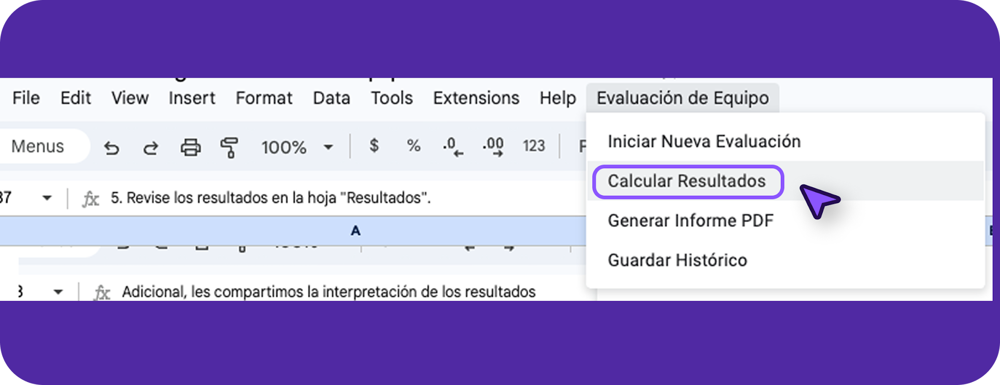 File Edit View Insert Format Data Tools Extensions Help Evaluación de Equipo
Menus 100% $ % .0 .00 123
Iniciar Nueva Evaluación
Calcular Resultados
Generar Informe PDF
Guardar Histórico
37 fx 5. Revise los resultados en la hoja "Resultados".
A
fx Adicional, les compartimos la interpretación de los resultados